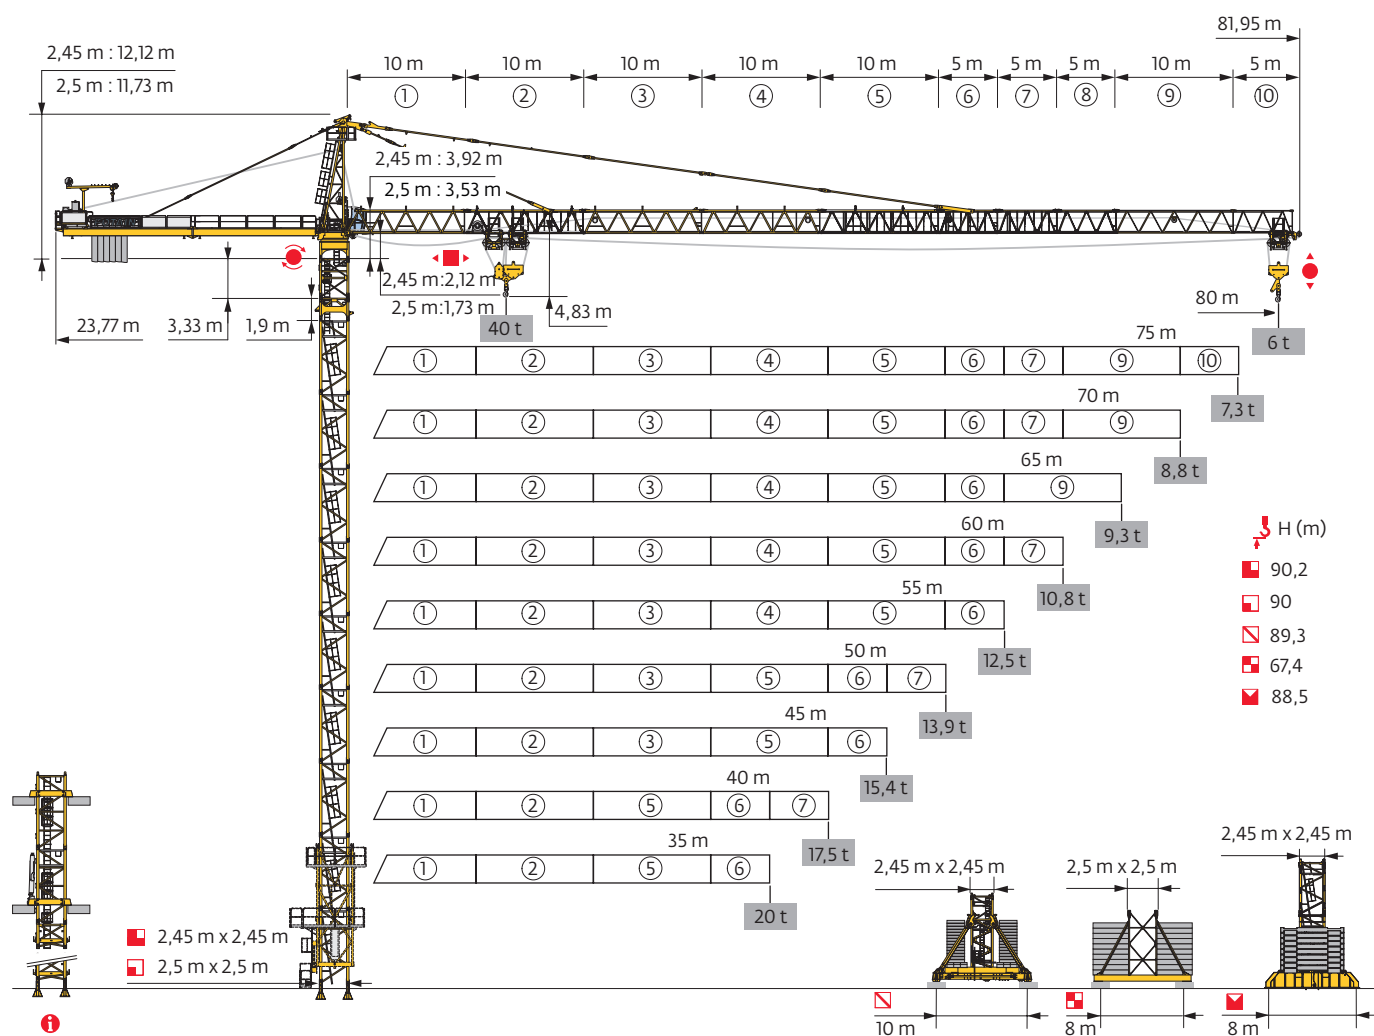 81,95 m
2,45 m : 12,12 m
2,5 m : 11,73 m
10 m 10 m 10 m 10 m 10 m 5 m 5 m 5 m 10 m 5 m
① ② ③ ④ ⑤ ⑥ ⑦ ⑧ ⑨ ⑩
2,45 m : 3,92 m
2,5 m : 3,53 m
2,45 m:2,12 m
2,5 m:1,73 m
4,83 m
80 m
23,77 m 3,33 m 1,9 m
40 t
6 t
75 m
① ② ③ ④ ⑤ ⑥ ⑦ ⑨ ⑩
7,3 t
70 m
① ② ③ ④ ⑤ ⑥ ⑦ ⑨
8,8 t
65 m
① ② ③ ④ ⑤ ⑥ ⑨
9,3 t
60 m
① ② ③ ④ ⑤ ⑥ ⑦
10,8 t
55 m
① ② ③ ④ ⑤ ⑥
12,5 t
50 m
① ② ③ ⑤ ⑥ ⑦
13,9 t
45 m
① ② ③ ⑤ ⑥
15,4 t
40 m
① ② ⑤ ⑥ ⑦
17,5 t
35 m
① ② ⑤ ⑥
20 t
H (m)
90,2
90
89,3
67,4
88,5
2,45 m x 2,45 m
2,5 m x 2,5 m
i
2,45 m x 2,45 m
10 m
2,5 m x 2,5 m
8 m
2,45 m x 2,45 m
8 m